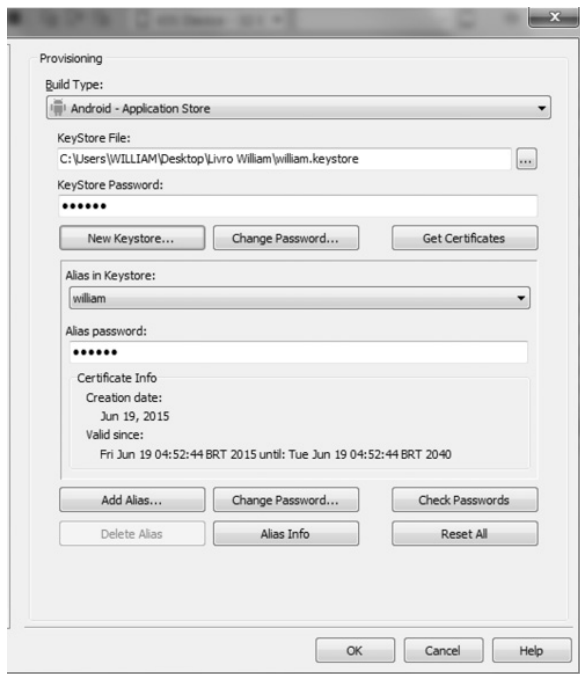 Provisioning
Build Type:
Android - Application Store
KeyStore File:
C:\Users\WILLIAM\Desktop\Livro William\william.keystore
...
KeyStore Password:
••••••
New Keystore...
Change Password...
Get Certificates
Alias in Keystore:
william
Alias password:
••••••
Certificate Info
Creation date:
Jun 19, 2015
Valid since:
Fri Jun 19 04:52:44 BRT 2015 until: Tue Jun 19 04:52:44 BRT 2040
Add Alias...
Change Password...
Check Passwords
Delete Alias
Alias Info
Reset All
OK
Cancel
Help